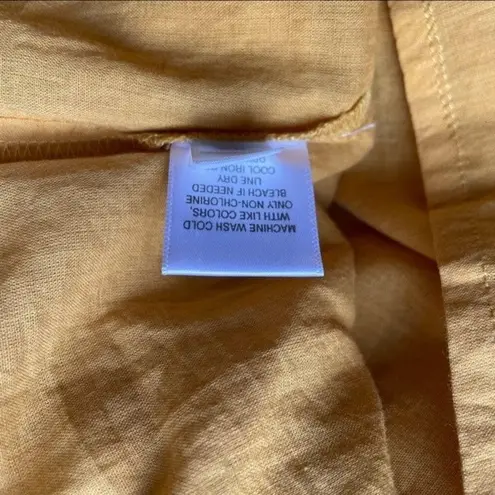 MACHINE WASH COLD
WITH LIKE COLORS,
ONLY NON-CHLORINE
BLEACH IF NEEDED
LINE DRY
COOL IRON